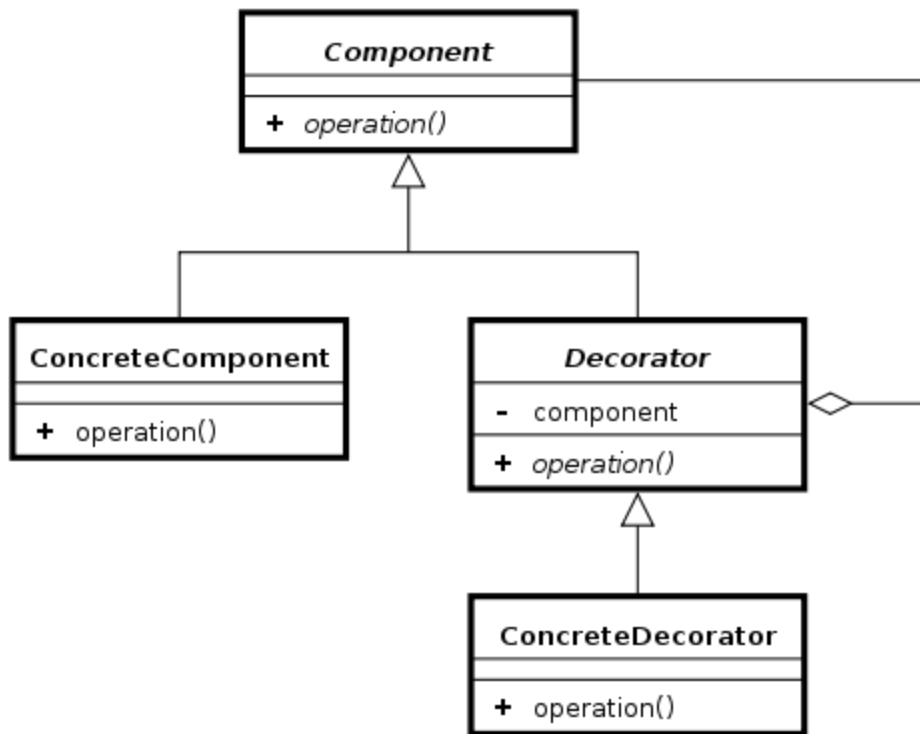 Component
+ operation()
ConcreteComponent
+ operation()
Decorator
- component
+ operation()
ConcreteDecorator
+ operation()